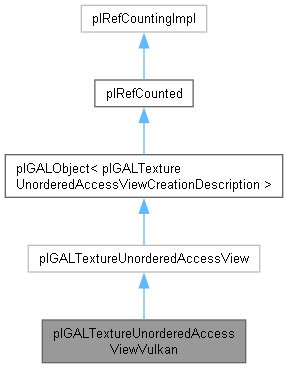 plRefCountingImpl
plRefCounted
plGALObject< plGALTexture
UnorderedAccessViewCreationDescription >
plGALTextureUnorderedAccessView
plGALTextureUnorderedAccess
ViewVulkan